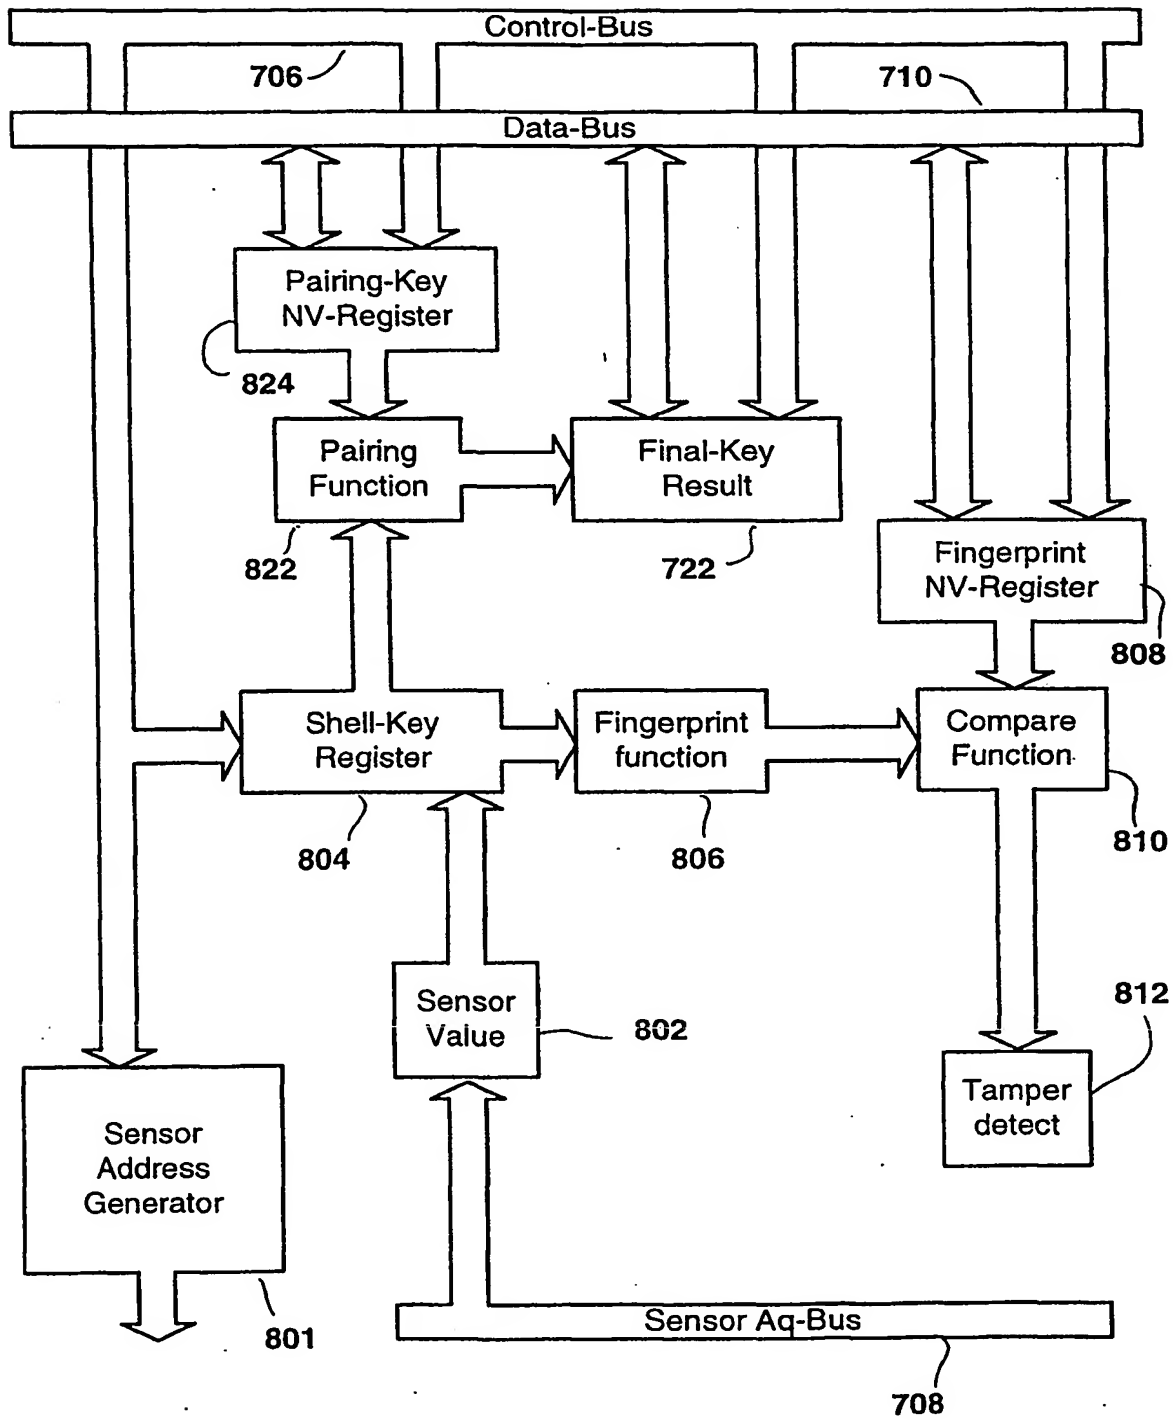 Control-Bus
706
710
Data-Bus
Pairing-Key
NV-Register
824
Pairing
Function
822
Final-Key
Result
722
Fingerprint
NV-Register
808
Shell-Key
Register
804
Fingerprint
function
806
Compare
Function
810
Sensor
Value
802
812
Tamper
detect
Sensor
Address
Generator
801
Sensor Aq-Bus
708